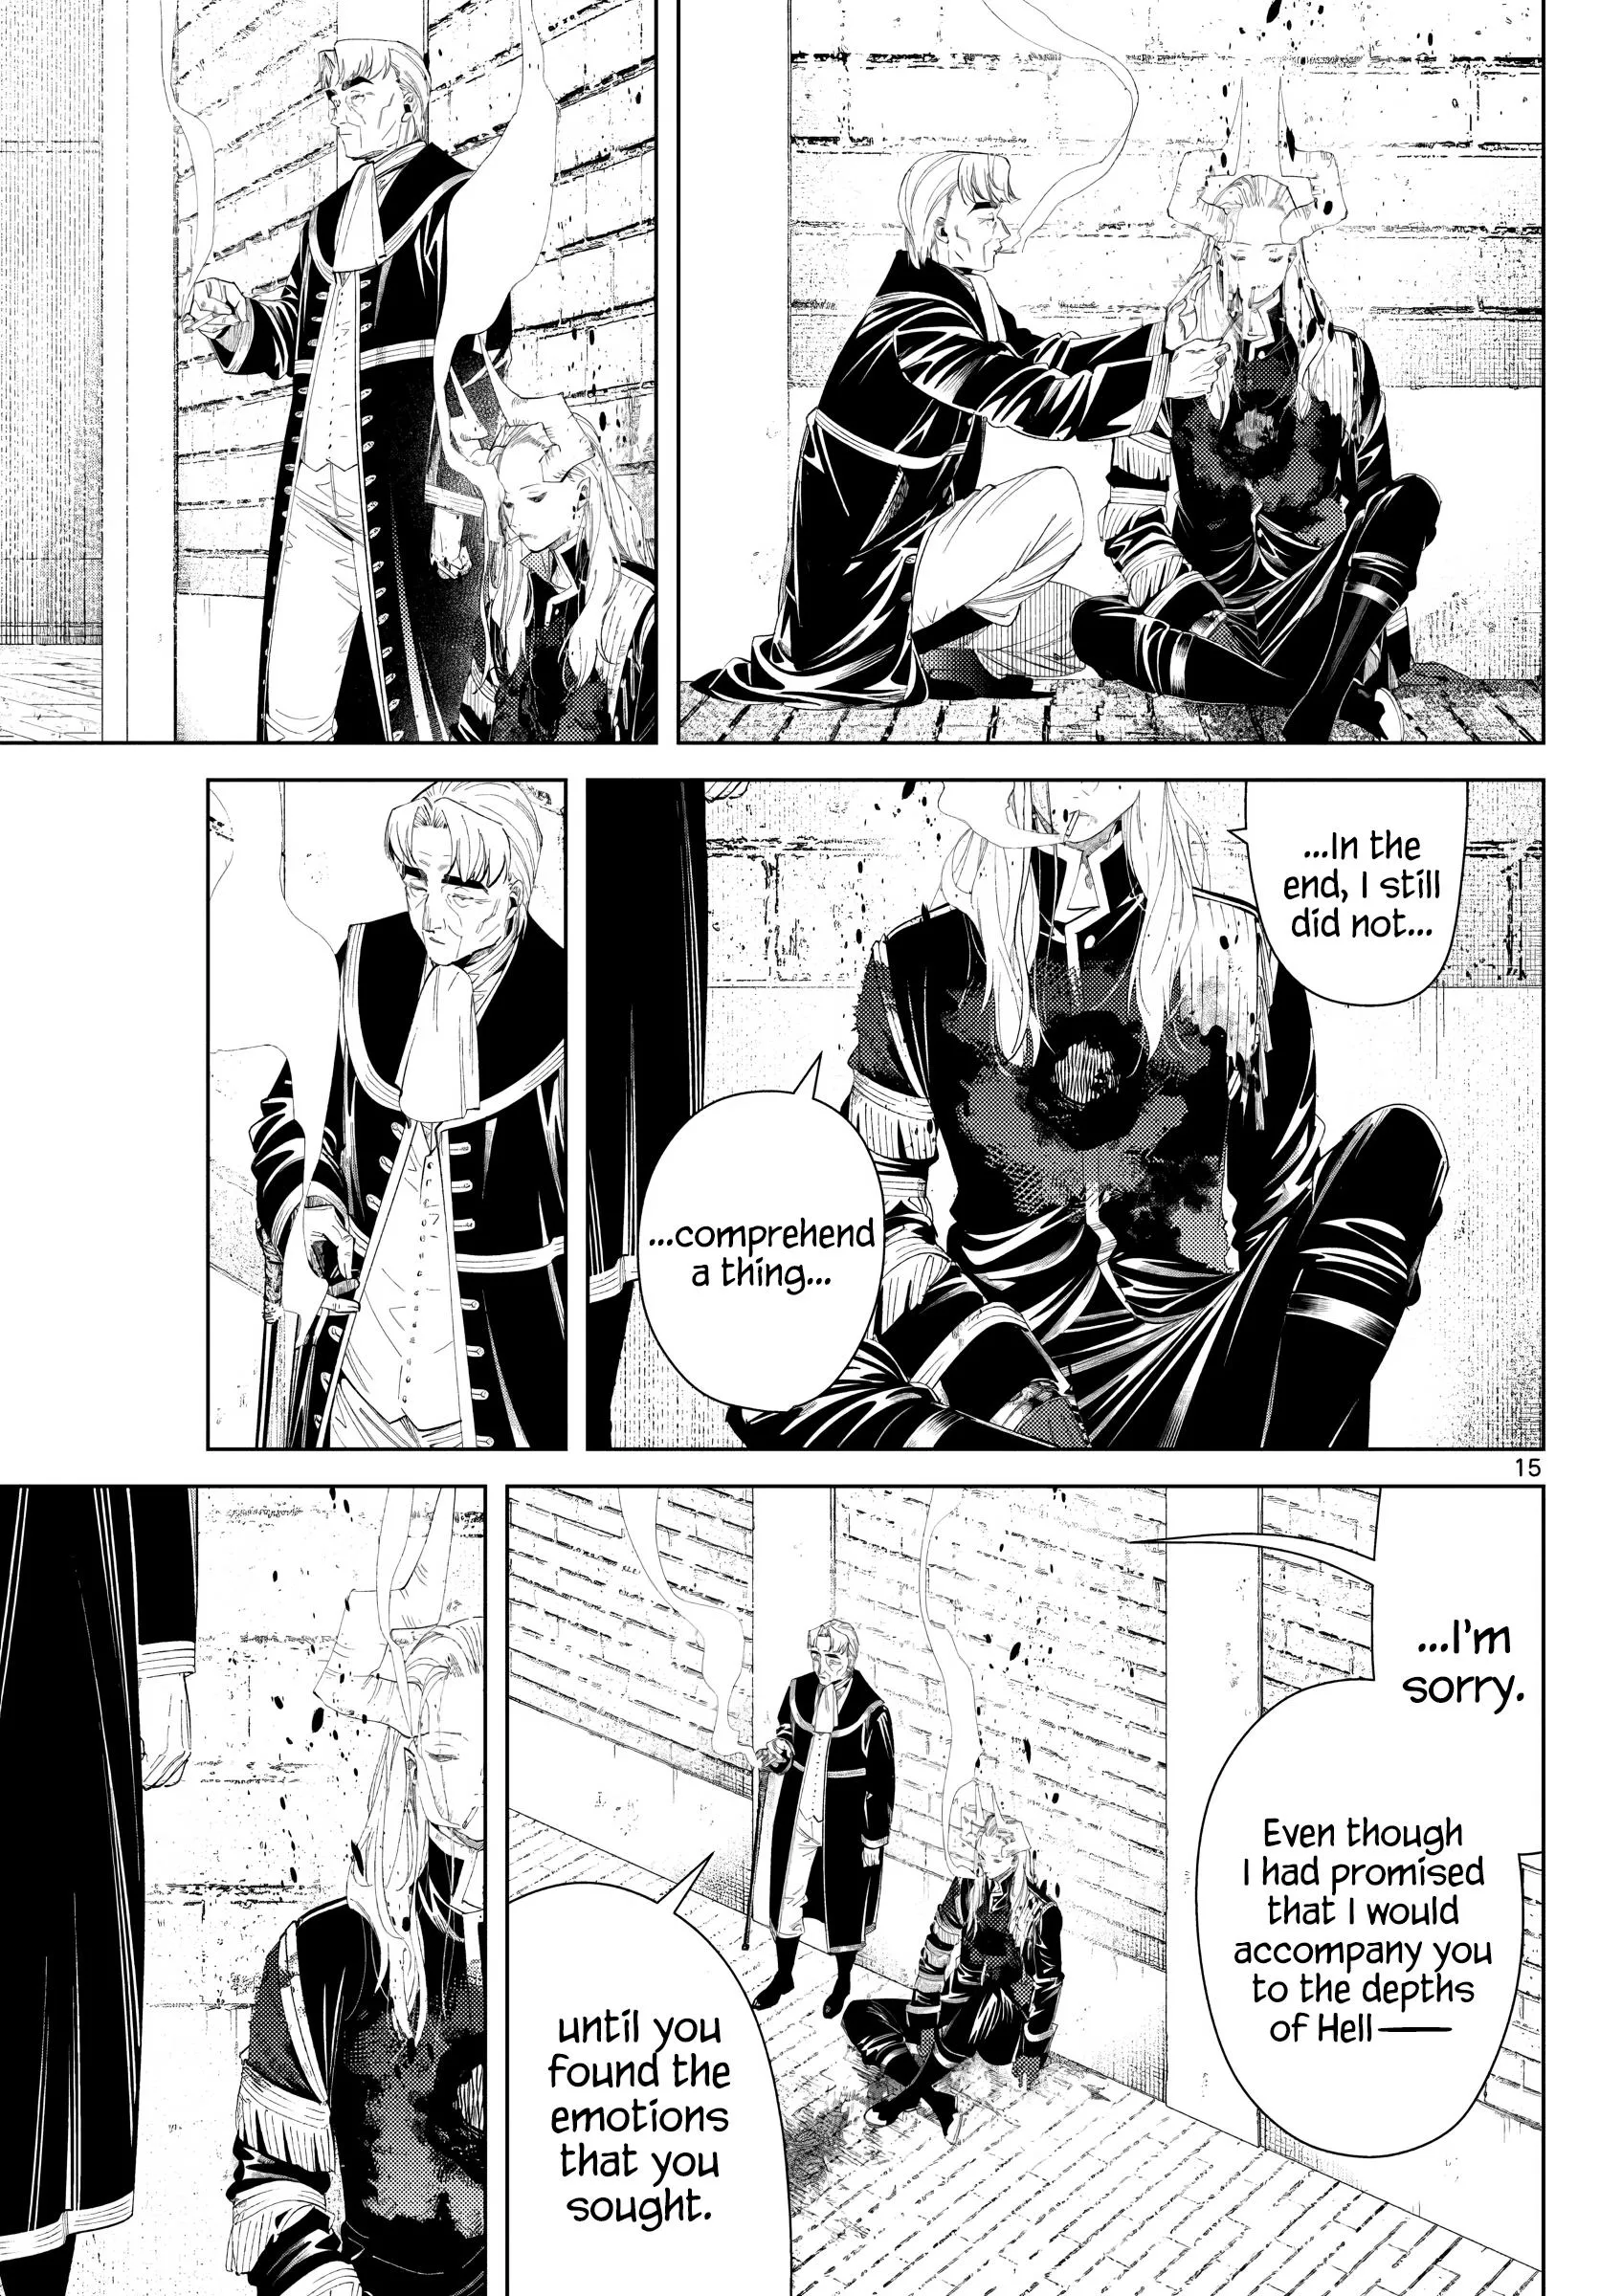 ...In the
end, I still
did not...
...comprehend
a thing...
15
...I'm
sorry.
Even though
I had promised
that I would
accompany you
to the depths
of Hell——
until you
found the
emotions
that you
sought.